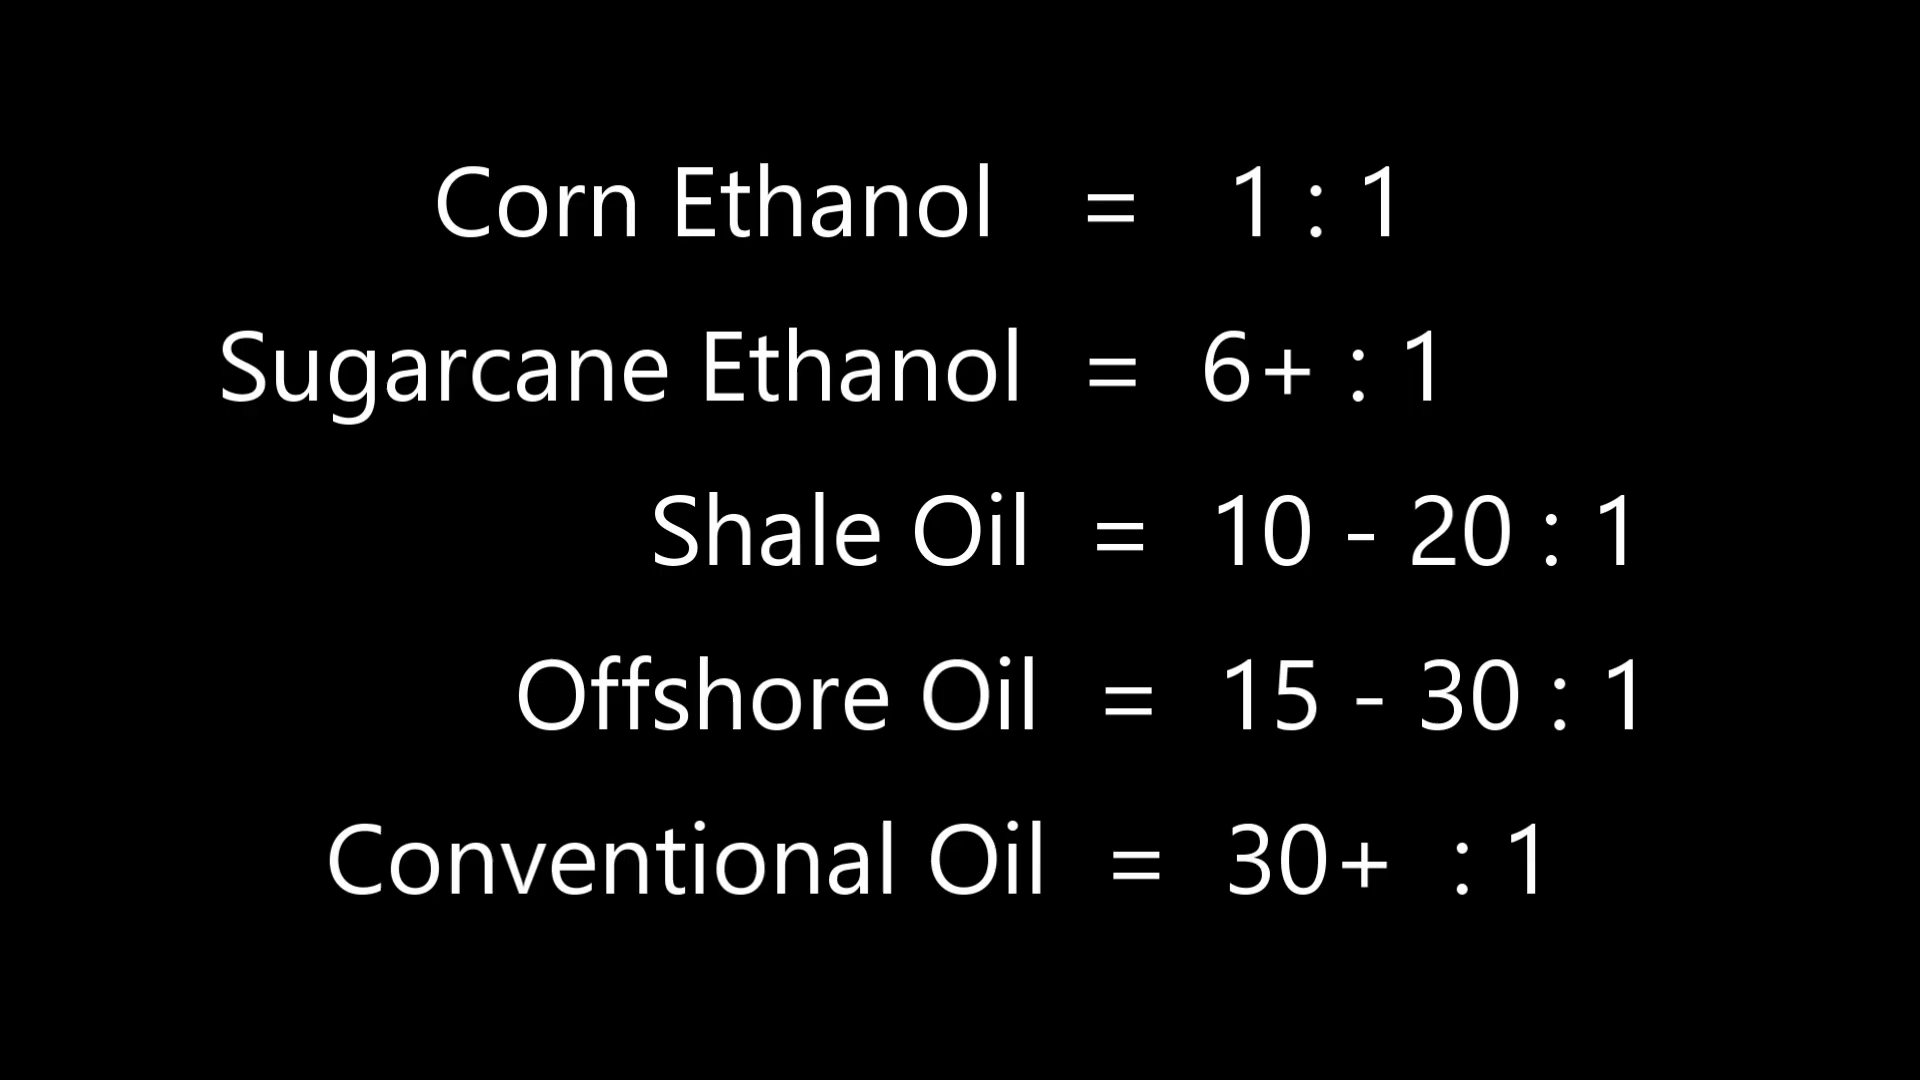 Corn Ethanol = 1 : 1
Sugarcane Ethanol = 6+ : 1
Shale Oil = 10 - 20 : 1
Offshore Oil = 15 - 30 : 1
Conventional Oil = 30+ : 1